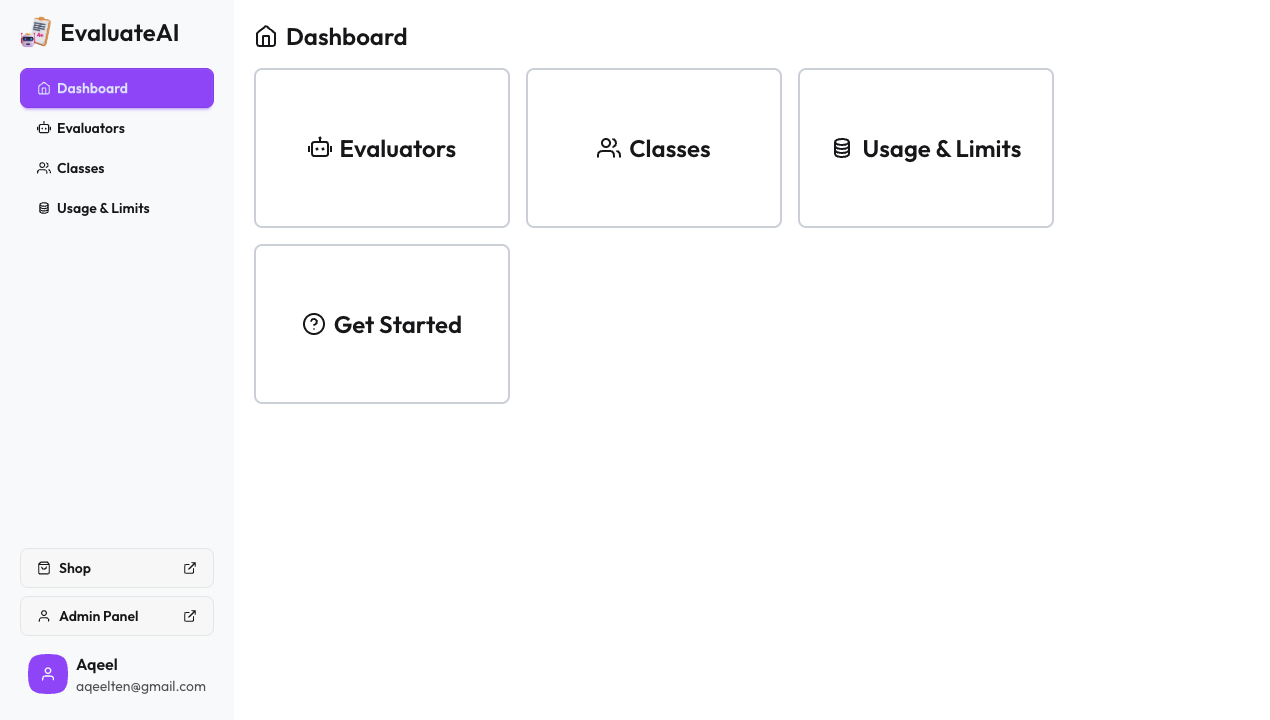 EvaluateAI
Dashboard
Evaluators
Classes
Usage & Limits
Shop
Admin Panel
Aqeel
aqeelten@gmail.com
Dashboard
Evaluators
Classes
Usage & Limits
Get Started